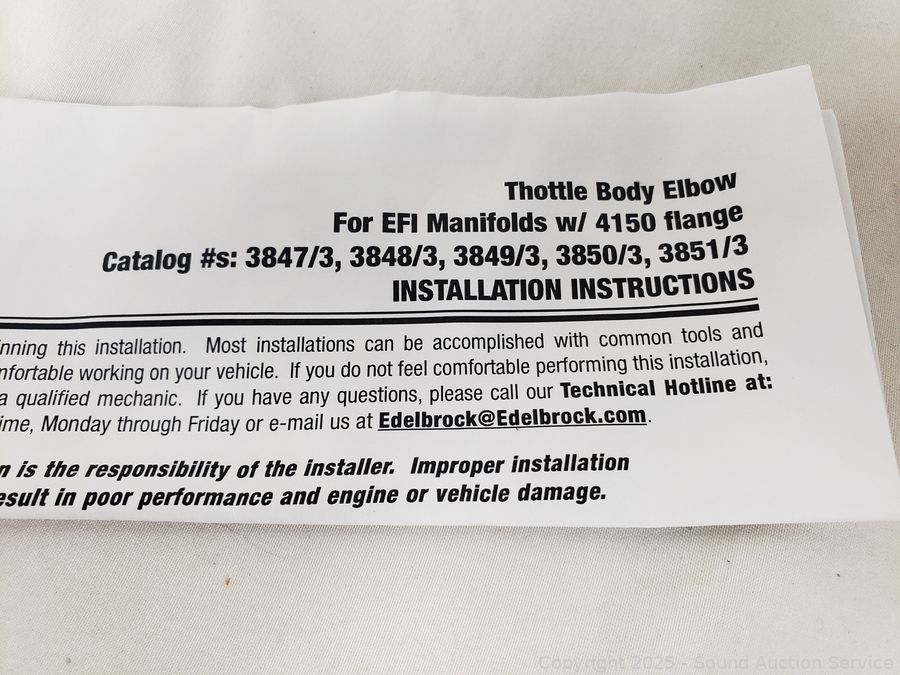 Thottle Body Elbow
For EFI Manifolds w/ 4150 flange
Catalog #s: 3847/3, 3848/3, 3849/3, 3850/3, 3851/3
INSTALLATION INSTRUCTIONS
this installation. Most installations can be accomplished with common tools and
working on your vehicle. If you do not feel comfortable performing this installation,
a qualified mechanic. If you have any questions, please call our Technical Hotline at:
Monday through Friday or e-mail us at Edelbrock@Edelbrock.com.
is the responsibility of the installer. Improper installation
in poor performance and engine or vehicle damage.
Copyright 2025 - Sound Auction Service